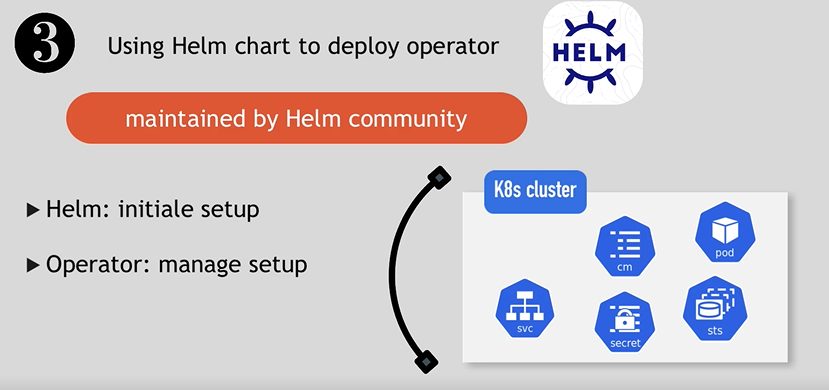 3
Using Helm chart to deploy operator
HELM
maintained by Helm community
Helm: initiale setup
Operator: manage setup
K8s cluster
pod
cm
svc
secret
sts